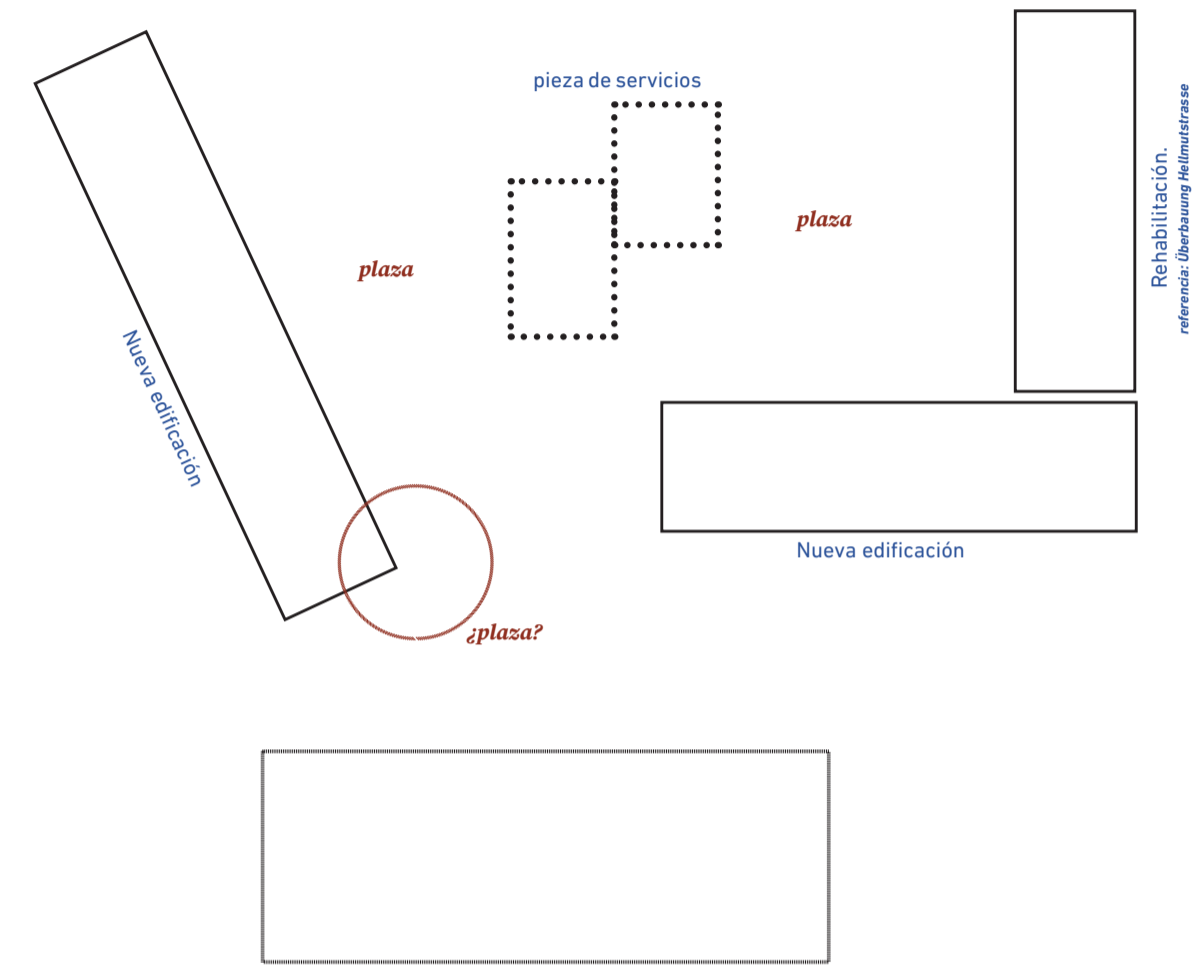 pieza de servicios
plaza
plaza
Rehabilitación.
referencia: Überbauung Hellmutstrasse
Nueva edificación
Nueva edificación
¿plaza?